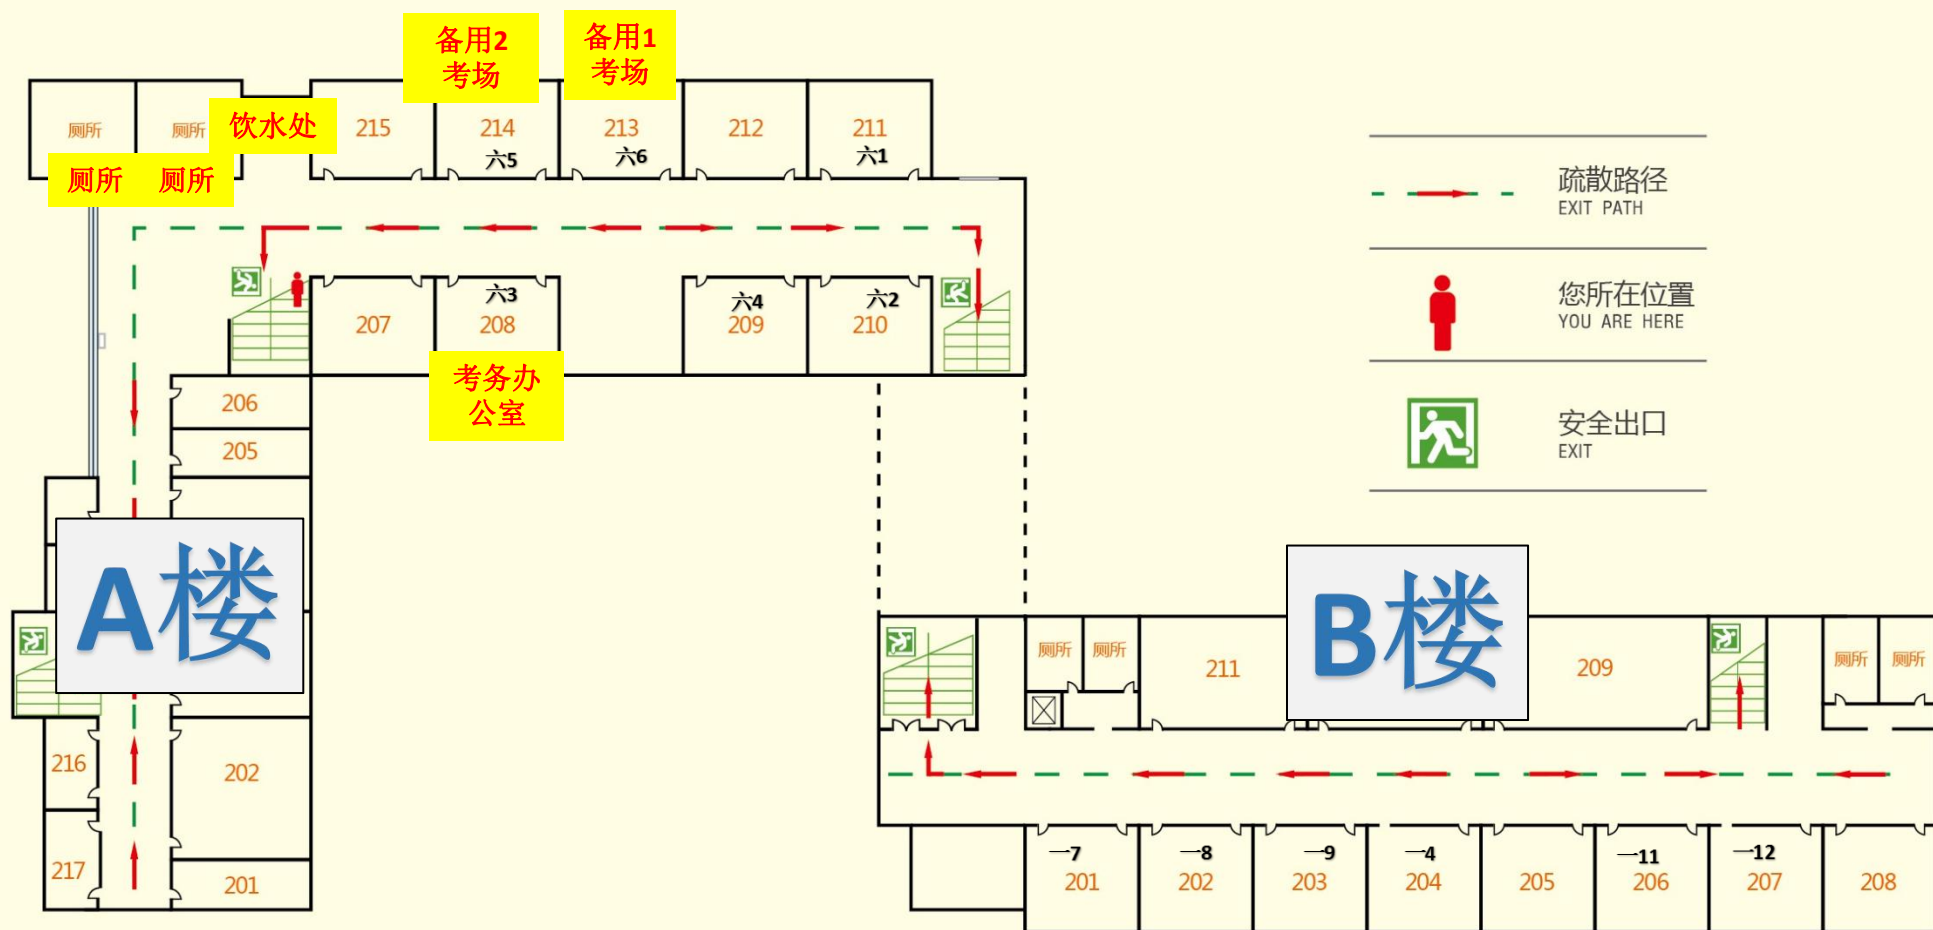 备用2
考场
备用1
考场
厕所
厕所
饮水处
215
214
213
212
211
六5
六6
六1
厕所
厕所
疏散路径
EXIT PATH
六3
六4
六2
207
208
209
210
您所在位置
YOU ARE HERE
考务办
公室
206
205
安全出口
EXIT
A楼
B楼
厕所
厕所
211
209
厕所
厕所
216
202
217
201
一7
一8
一9
一4
一11
一12
201
202
203
204
205
206
207
208